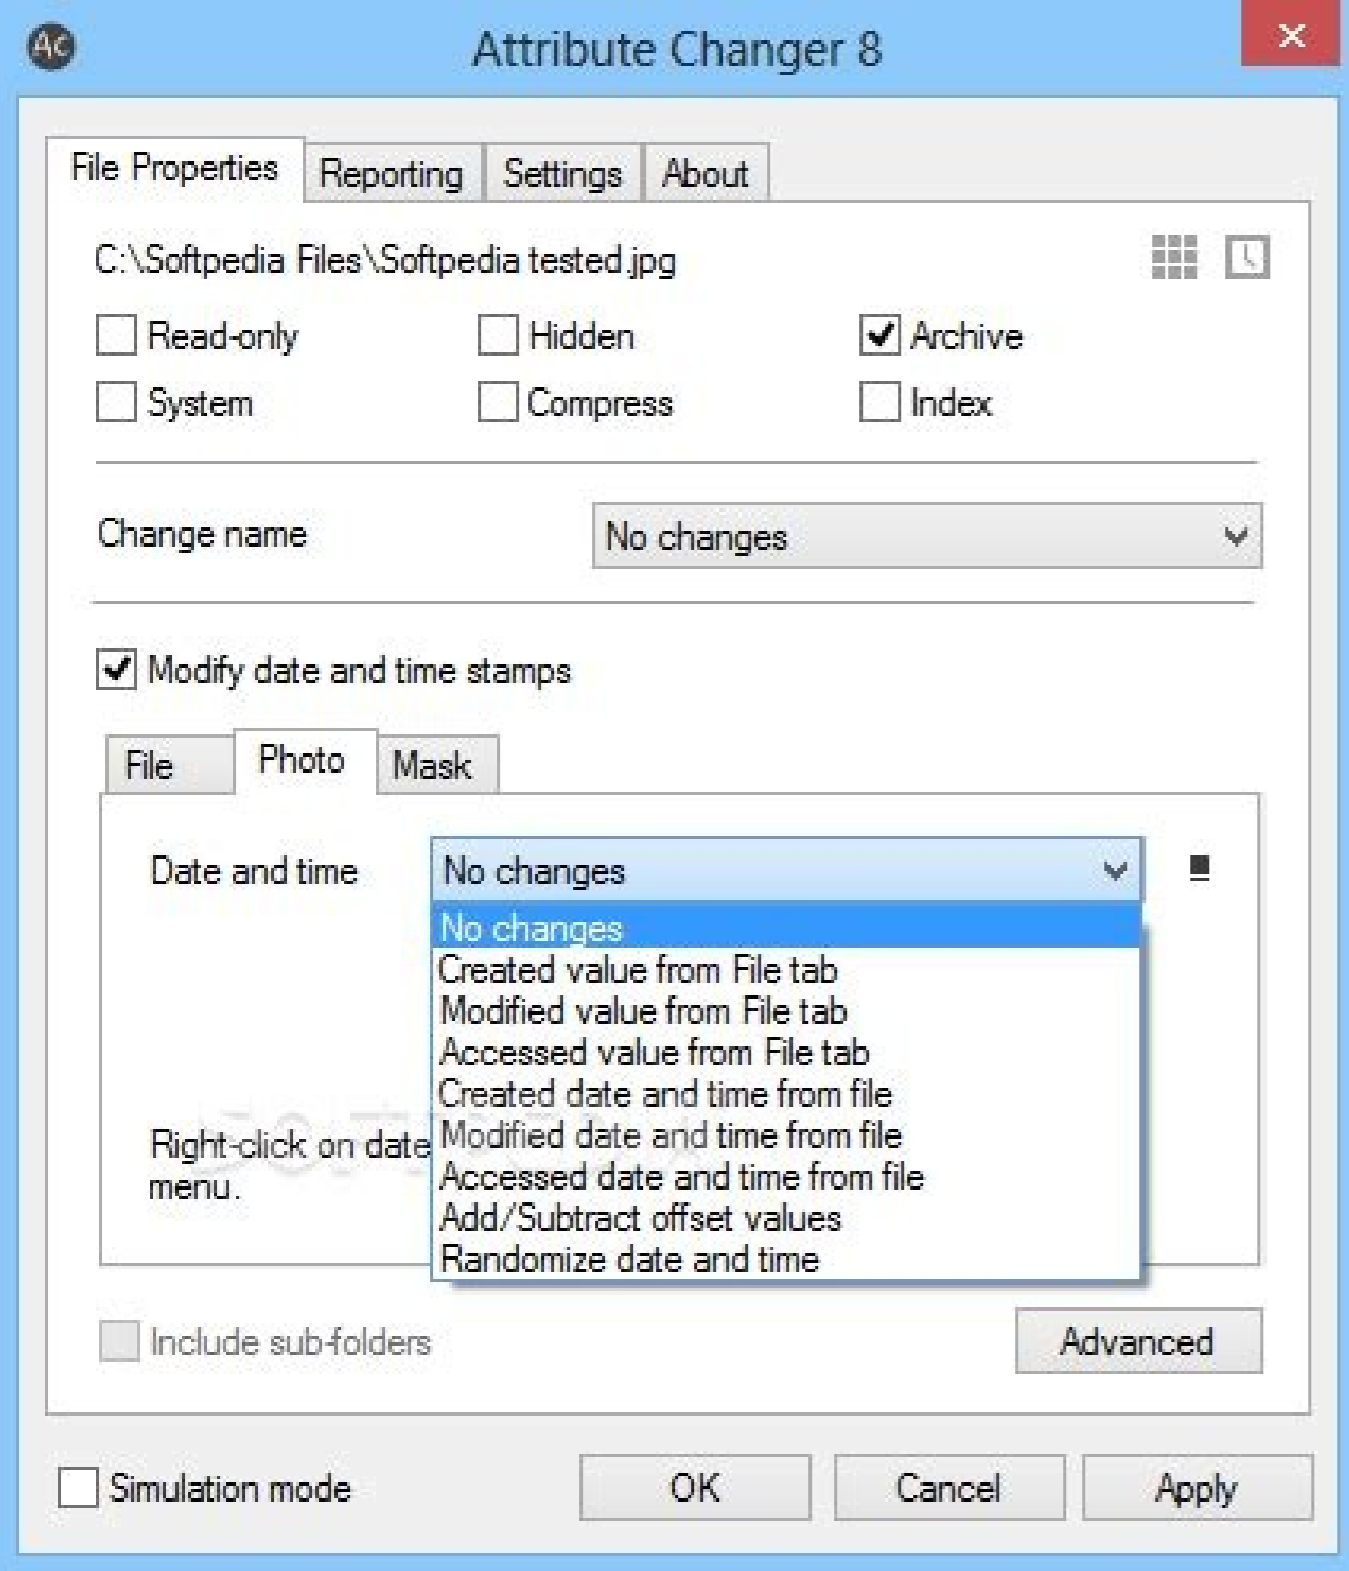 AC
Attribute Changer 8
File Properties Reporting Settings About
C:\Softpedia Files\Softpedia tested.jpg
Read-only Hidden Archive
System Compress Index
Change name No changes
Modify date and time stamps
File Photo Mask
Date and time No changes
No changes
Created value from File tab
Modified value from File tab
Accessed value from File tab
Created date and time from file
Modified date and time from file
Accessed date and time from file
Add/Subtract offset values
Randomize date and time
Right-click on date
menu.
Include sub-folders Advanced
Simulation mode OK Cancel Apply